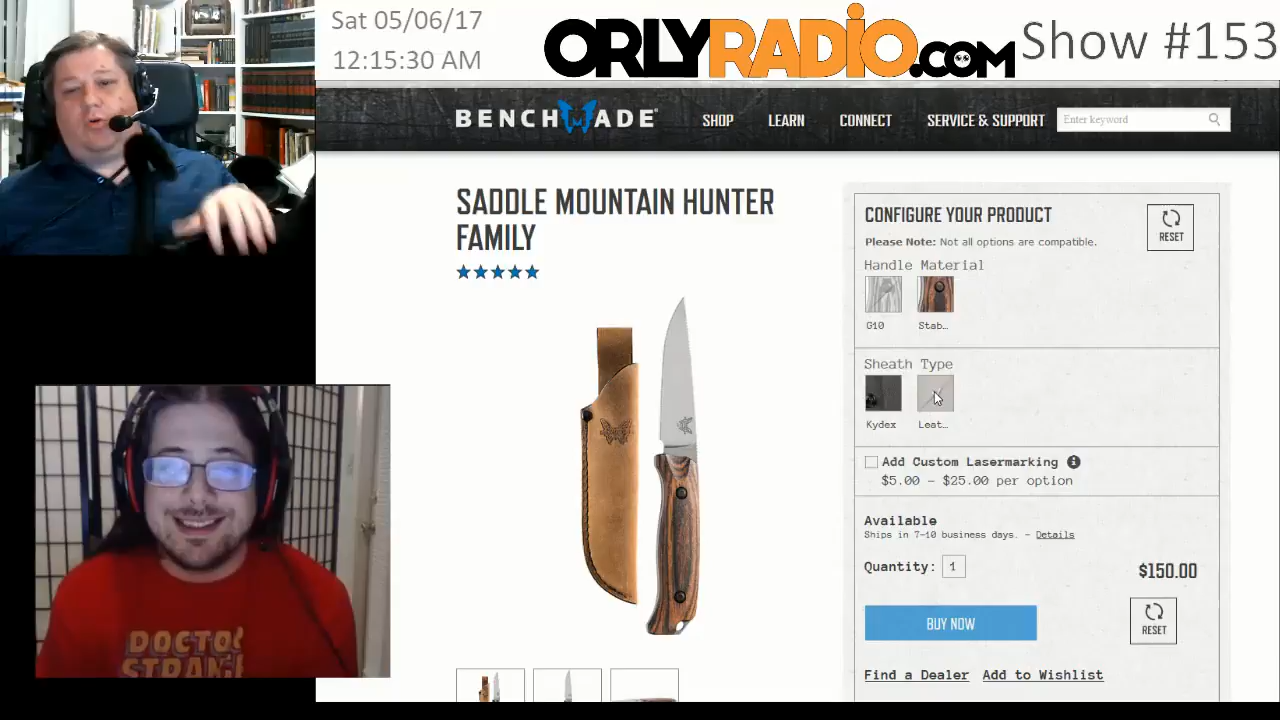 Sat 05/06/17
12:15:30 AM
ORLYRADIO.COM
Show #153
BENCHMADE
SHOP
LEARN
CONNECT
SERVICE & SUPPORT
Enter keyword
SADDLE MOUNTAIN HUNTER
FAMILY
CONFIGURE YOUR PRODUCT
RESET
Please Note: Not all options are compatible.
Handle Material
G10
Stab...
Sheath Type
Kydex
Leat...
Add Custom Lasermarking
$5.00 – $25.00 per option
Available
Ships in 7-10 business days. – Details
Quantity: 1
$150.00
BUY NOW
RESET
Find a Dealer
Add to Wishlist
DOCTOR
STRANGE